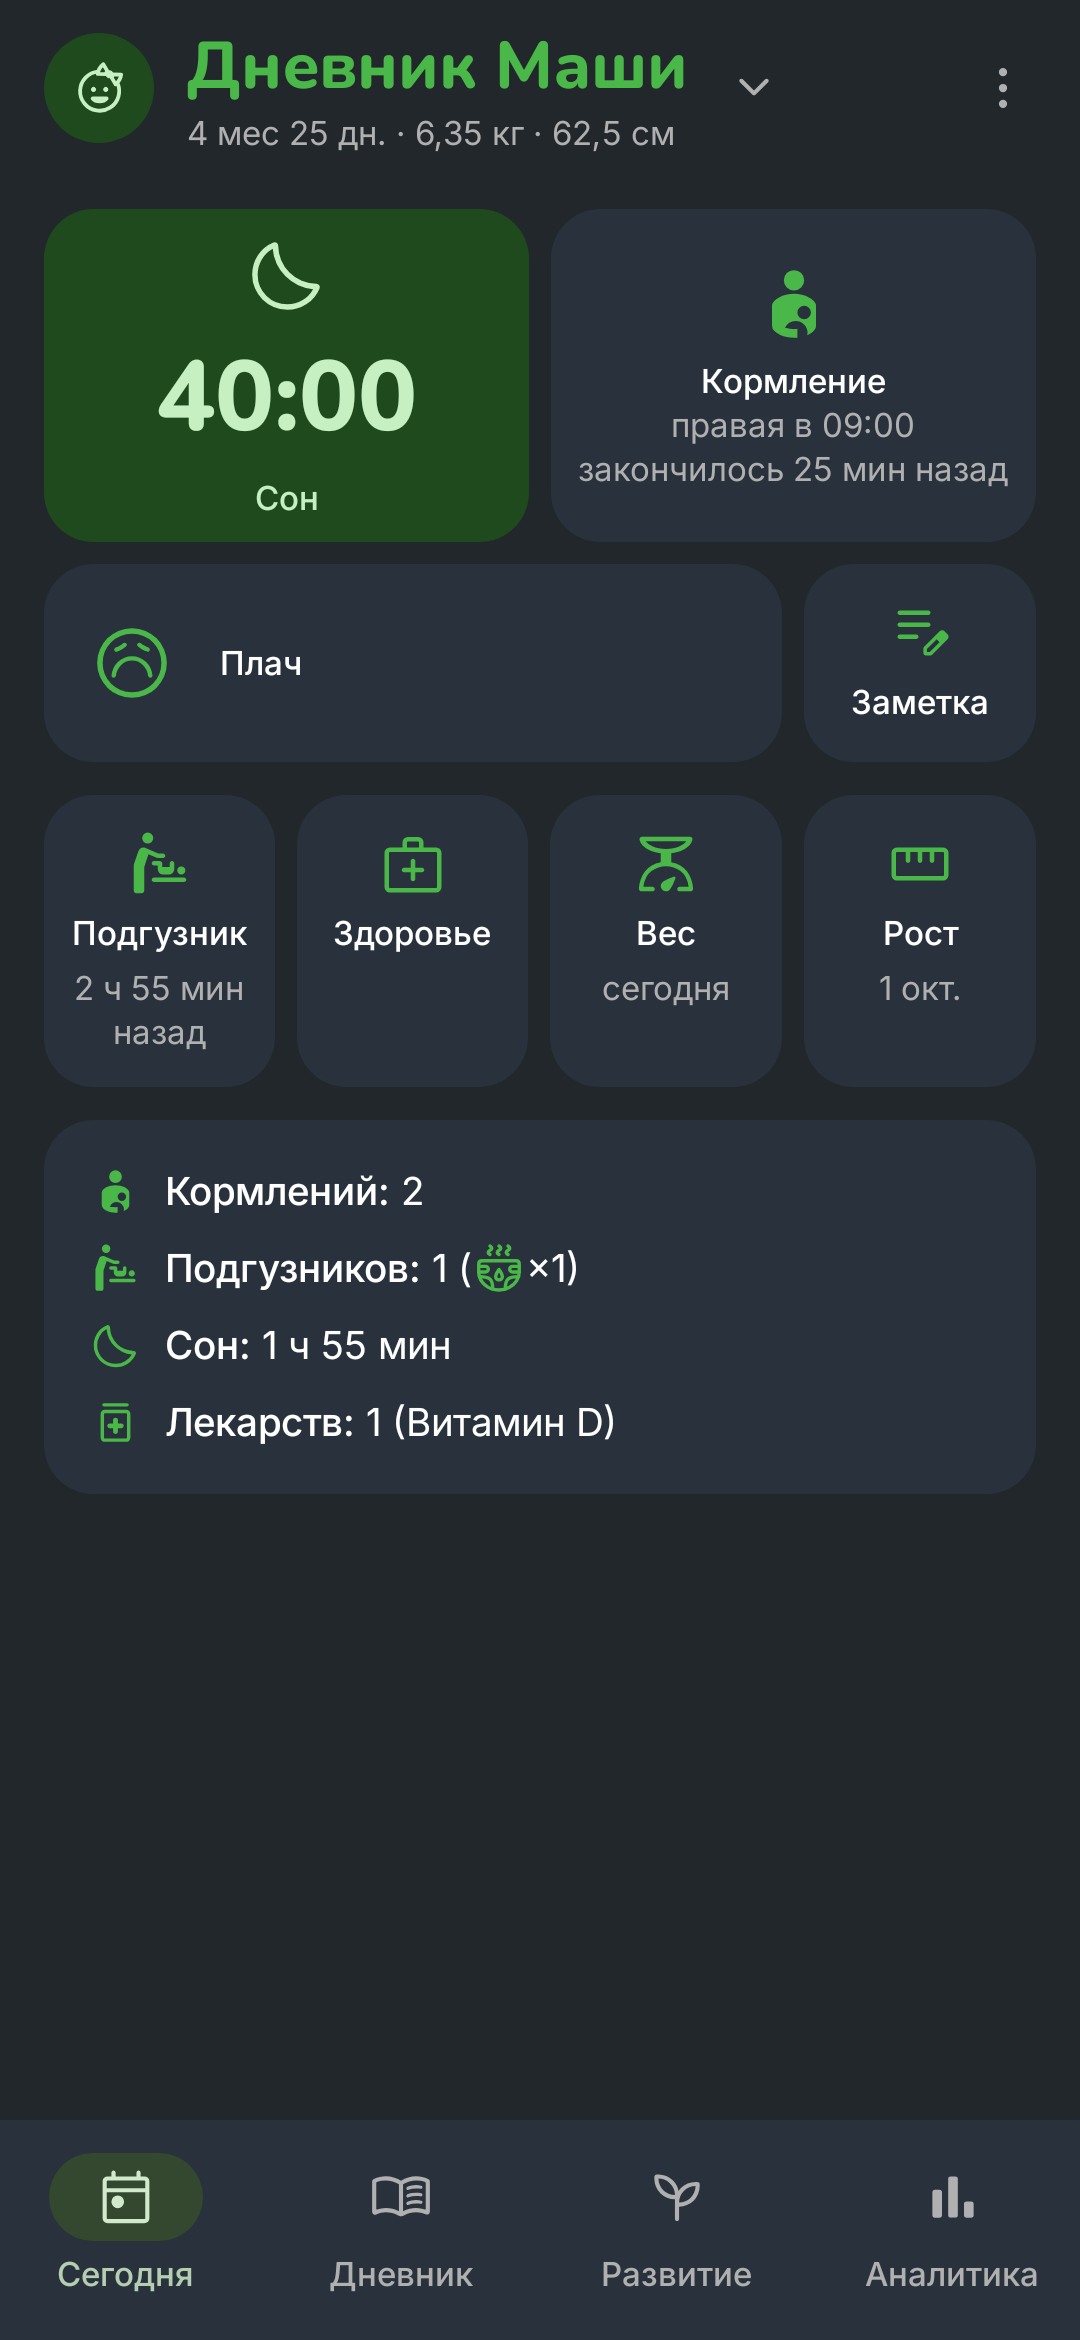 Дневник Маши
4 мес 25 дн. · 6,35 кг · 62,5 см
40:00
Сон
Кормление
правая в 09:00
закончилось 25 мин назад
Плач
Заметка
Подгузник
2 ч 55 мин
назад
Здоровье
Вес
сегодня
Рост
1 окт.
Кормлений: 2
Подгузников: 1 (×1)
Сон: 1 ч 55 мин
Лекарств: 1 (Витамин D)
Сегодня
Дневник
Развитие
Аналитика